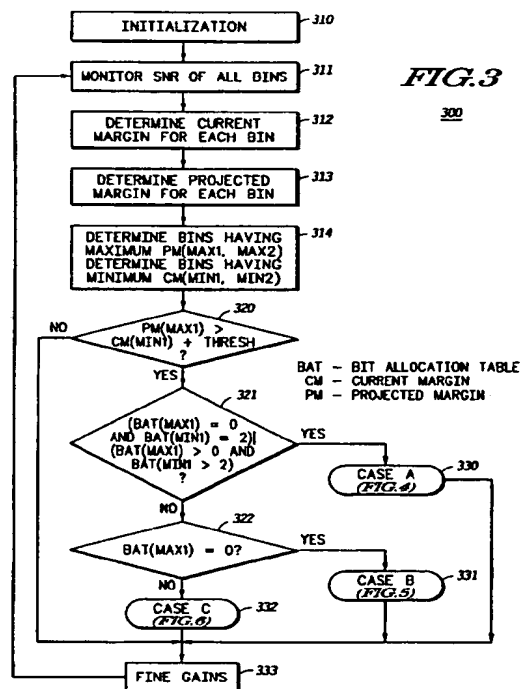 FIG.3
300
INITIALIZATION
310
MONITOR SNR OF ALL BINS
311
DETERMINE CURRENT
MARGIN FOR EACH BIN
312
DETERMINE PROJECTED
MARGIN FOR EACH BIN
313
314
DETERMINE BINS HAVING
MAXIMUM PM(MAX1, MAX2)
DETERMINE BINS HAVING
MINIMUM CM(MIN1, MIN2)
320
NO
PM(MAX1) >
CM(MIN1) + THRESH
?
YES
BAT – BIT ALLOCATION TABLE
CM – CURRENT MARGIN
PM – PROJECTED MARGIN
321
(BAT(MAX1) = 0
AND BAT(MIN1) = 2)|
(BAT(MAX1) > 0 AND
BAT(MIN1 > 2)
?
YES
NO
CASE A
(FIG.4)
330
322
BAT(MAX1) = 0?
YES
NO
CASE B
(FIG.5)
331
CASE C
(FIG.6)
332
FINE GAINS
333